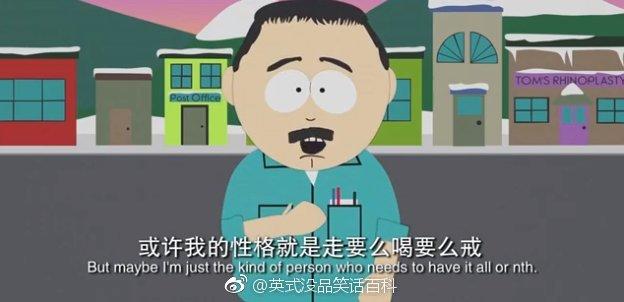 Post Office
TOM'S RHINOPLASTY
或许我的性格就是走要么喝要么戒
But maybe I'm just the kind of person who needs to have it all or nth.
@英式没品笑话百科